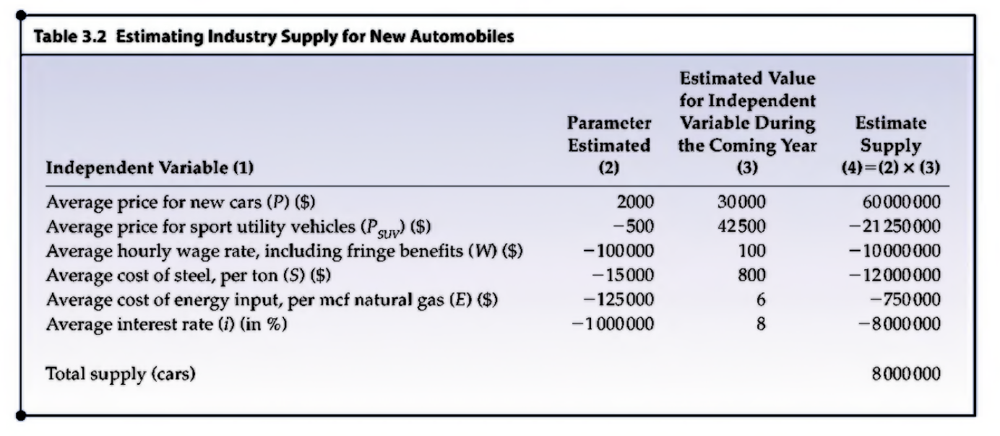 Table 3.2 Estimating Industry Supply for New Automobiles
Estimated Value
for Independent
Parameter Variable During Estimate
Estimated the Coming Year Supply
Independent Variable (1) (2) (3) (4)=(2) × (3)
Average price for new cars (P) ($) 2000 30000 60000000
Average price for sport utility vehicles (PSUV) ($) −500 42500 −21250000
Average hourly wage rate, including fringe benefits (W) ($) −100000 100 −10000000
Average cost of steel, per ton (S) ($) −15000 800 −12000000
Average cost of energy input, per mcf natural gas (E) ($) −125000 6 −750000
Average interest rate (i) (in %) −1000000 8 −8000000
Total supply (cars) 8000000